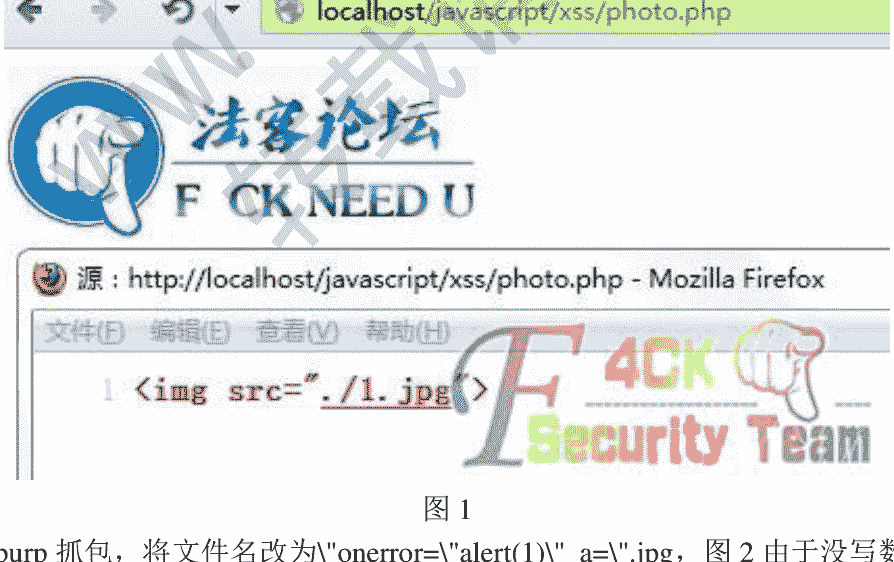 localhost/javascript/xss/photo.php
法客论坛
F CK NEED U
源 : http://localhost/javascript/xss/photo.php - Mozilla Firefox
文件(F) 编辑(E) 查看(V) 帮助(H)
1 <img src="./1.jpg">
F4CK
Security Team
图 1
burp 抓包，将文件名改为\"onerror=\"alert(1)\" a=\".jpg，图 2 由于没写数